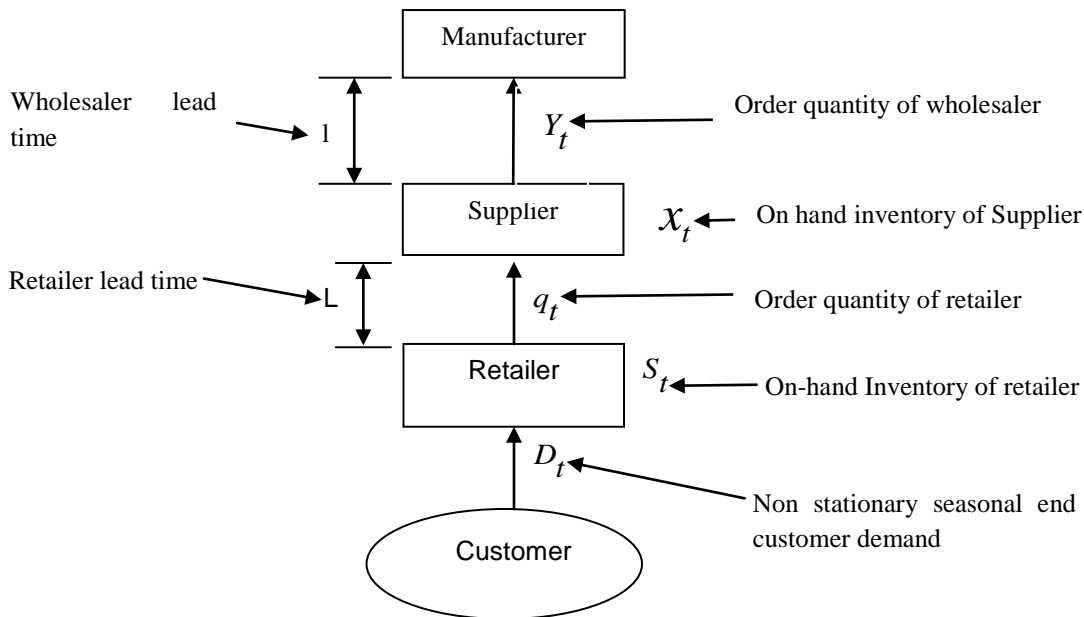 Manufacturer
Wholesaler lead
time
l
Y_t
Order quantity of wholesaler
Supplier
x_t
On hand inventory of Supplier
Retailer lead time
L
q_t
Order quantity of retailer
Retailer
S_t
On-hand Inventory of retailer
D_t
Non stationary seasonal end
customer demand
Customer